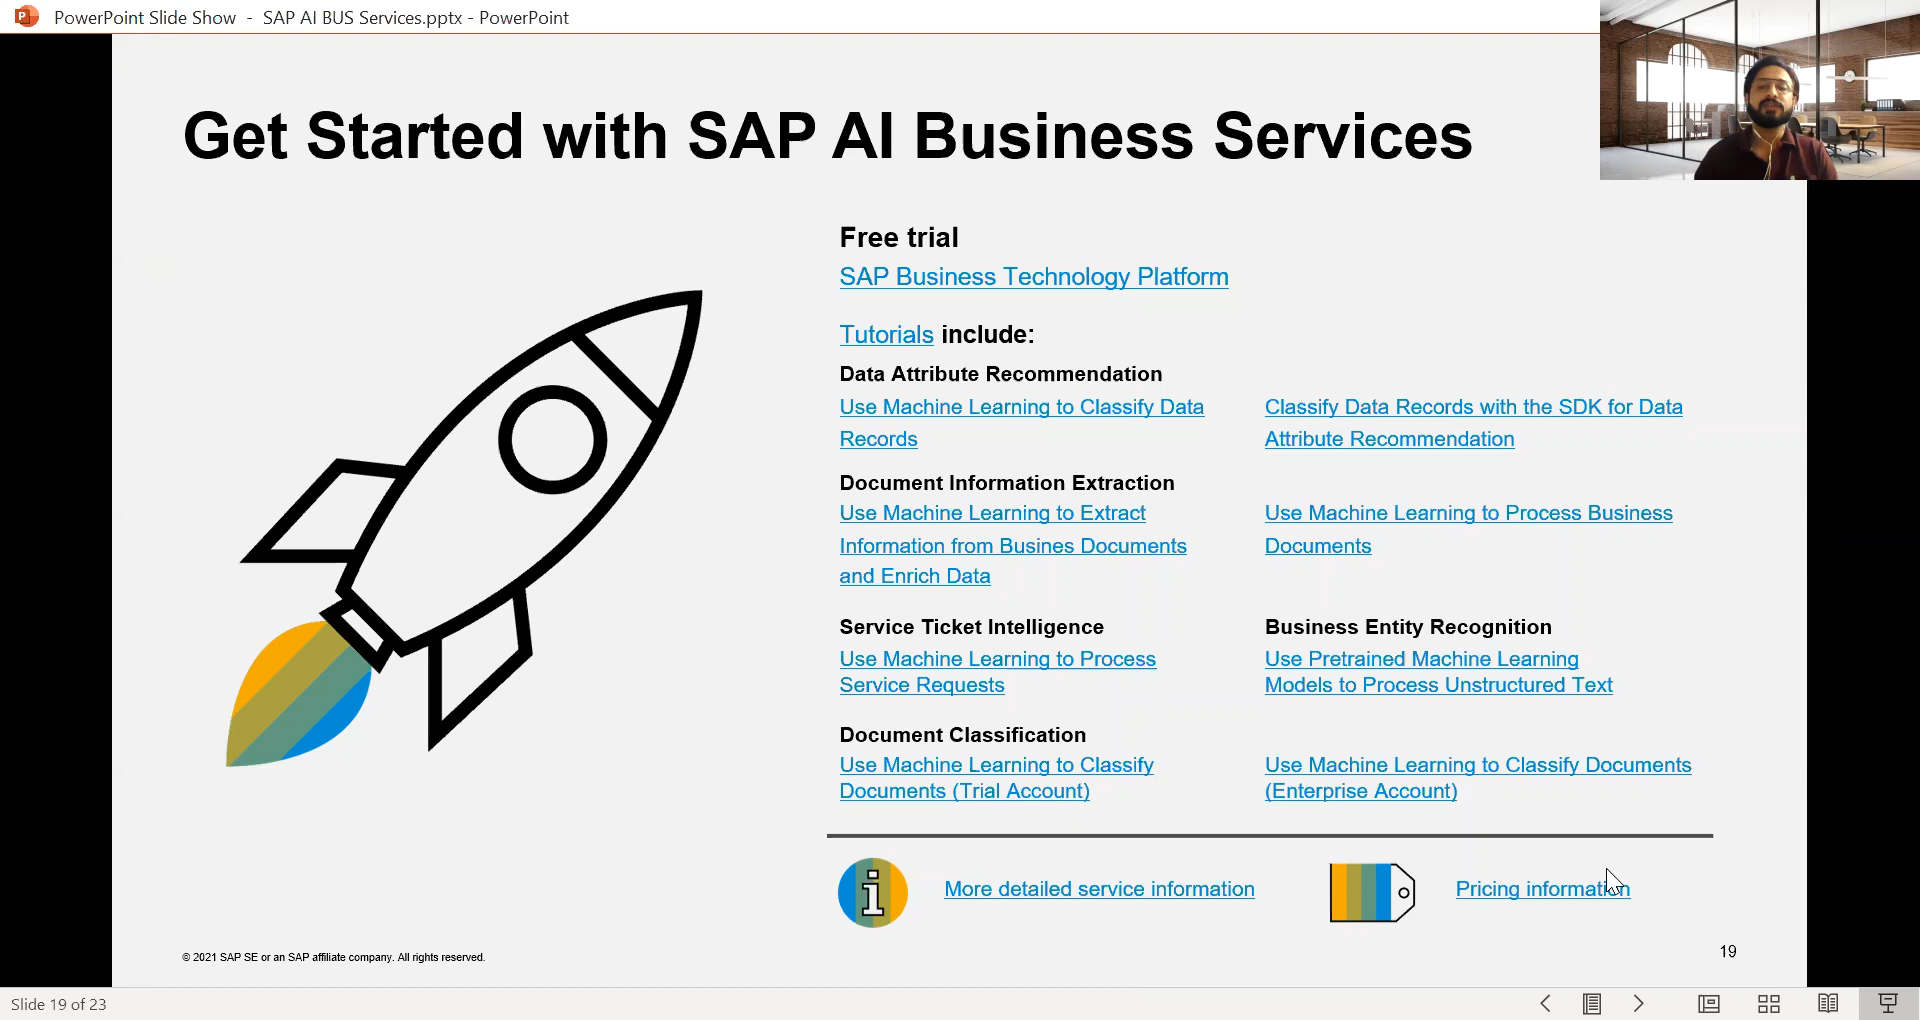 PowerPoint Slide Show - SAP AI BUS Services.pptx - PowerPoint
Get Started with SAP AI Business Services
Free trial
SAP Business Technology Platform
Tutorials include:
Data Attribute Recommendation
Use Machine Learning to Classify Data
Records
Classify Data Records with the SDK for Data
Attribute Recommendation
Document Information Extraction
Use Machine Learning to Extract
Information from Busines Documents
and Enrich Data
Use Machine Learning to Process Business
Documents
Service Ticket Intelligence
Use Machine Learning to Process
Service Requests
Business Entity Recognition
Use Pretrained Machine Learning
Models to Process Unstructured Text
Document Classification
Use Machine Learning to Classify
Documents (Trial Account)
Use Machine Learning to Classify Documents
(Enterprise Account)
i
More detailed service information
Pricing information
© 2021 SAP SE or an SAP affiliate company. All rights reserved.
19
Slide 19 of 23